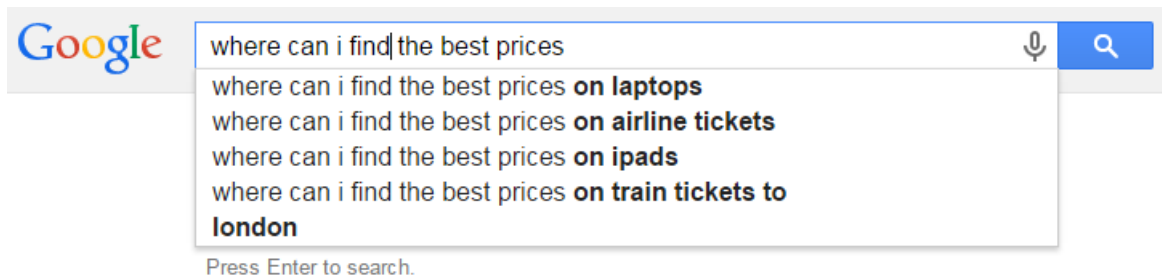 Google
where can i find the best prices
where can i find the best prices on laptops
where can i find the best prices on airline tickets
where can i find the best prices on ipads
where can i find the best prices on train tickets to
london
Press Enter to search.